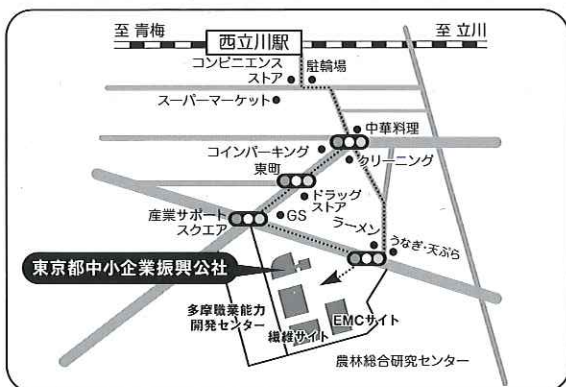 至 青梅
西立川駅
至 立川
コンビニエンス
ストア
駐輪場
スーパーマーケット
中華料理
コインパーキング
クリーニング
東町
ドラッグ
ストア
産業サポート
スクエア
GS
ラーメン
うなぎ・天ぷら
東京都中小企業振興公社
多摩職業能力
開発センター
繊維サイト
EMCサイト
農林総合研究センター